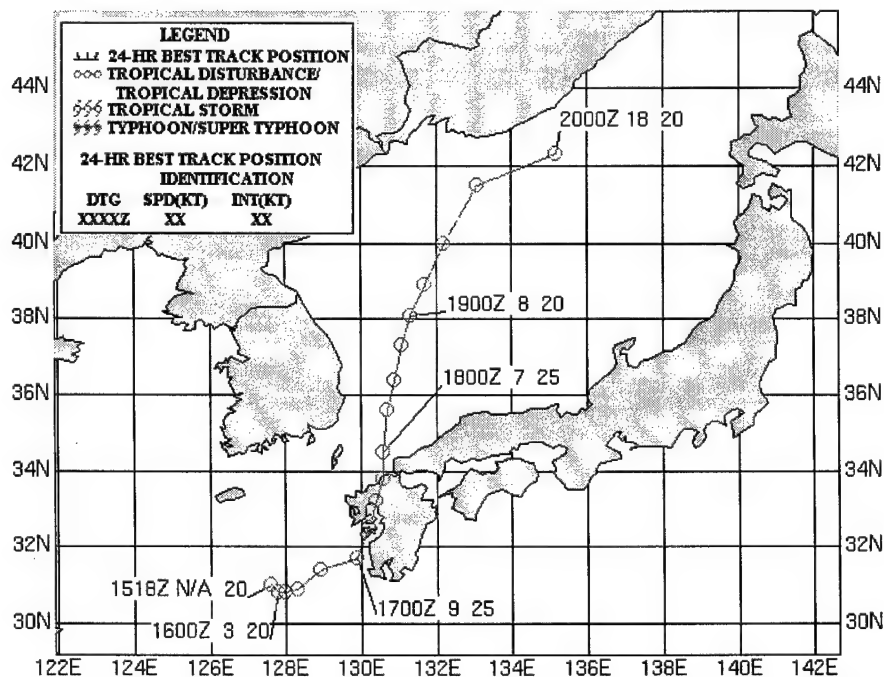 LEGEND
24-HR BEST TRACK POSITION
TROPICAL DISTURBANCE/
TROPICAL DEPRESSION
TROPICAL STORM
TYPHOON/SUPER TYPHOON
24-HR BEST TRACK POSITION
IDENTIFICATION
DTG SPD(KT) INT(KT)
XXXXZ XX XX
44N
44N
2000Z 18 20
42N
42N
40N
40N
38N
1900Z 8 20
38N
36N
1800Z 7 25
36N
34N
34N
32N
32N
1518Z N/A 20
30N
1700Z 9 25
30N
1600Z 3 20
122E 124E 126E 128E 130E 132E 134E 136E 138E 140E 142E